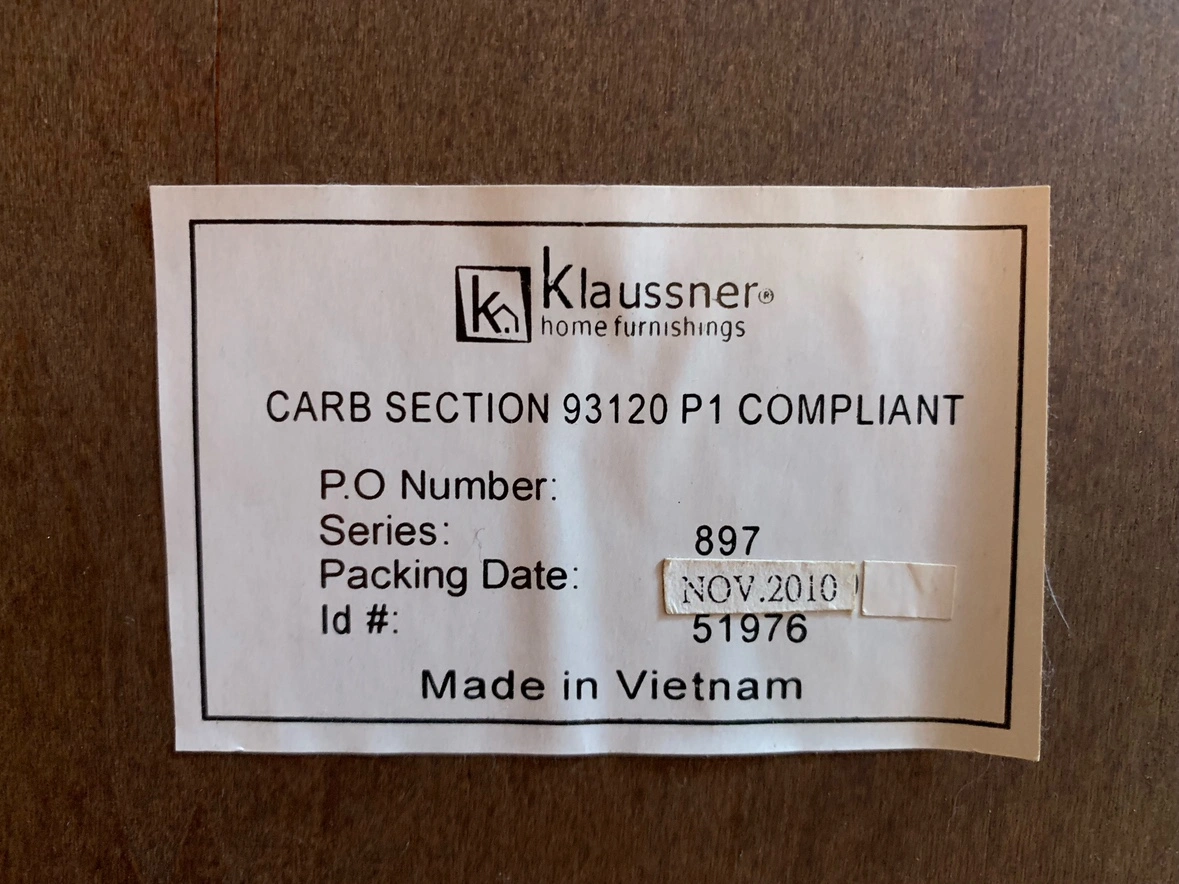 Klaussner®
home furnishings
CARB SECTION 93120 P1 COMPLIANT
P.O Number:
Series: 897
Packing Date: NOV.2010
Id #: 51976
Made in Vietnam